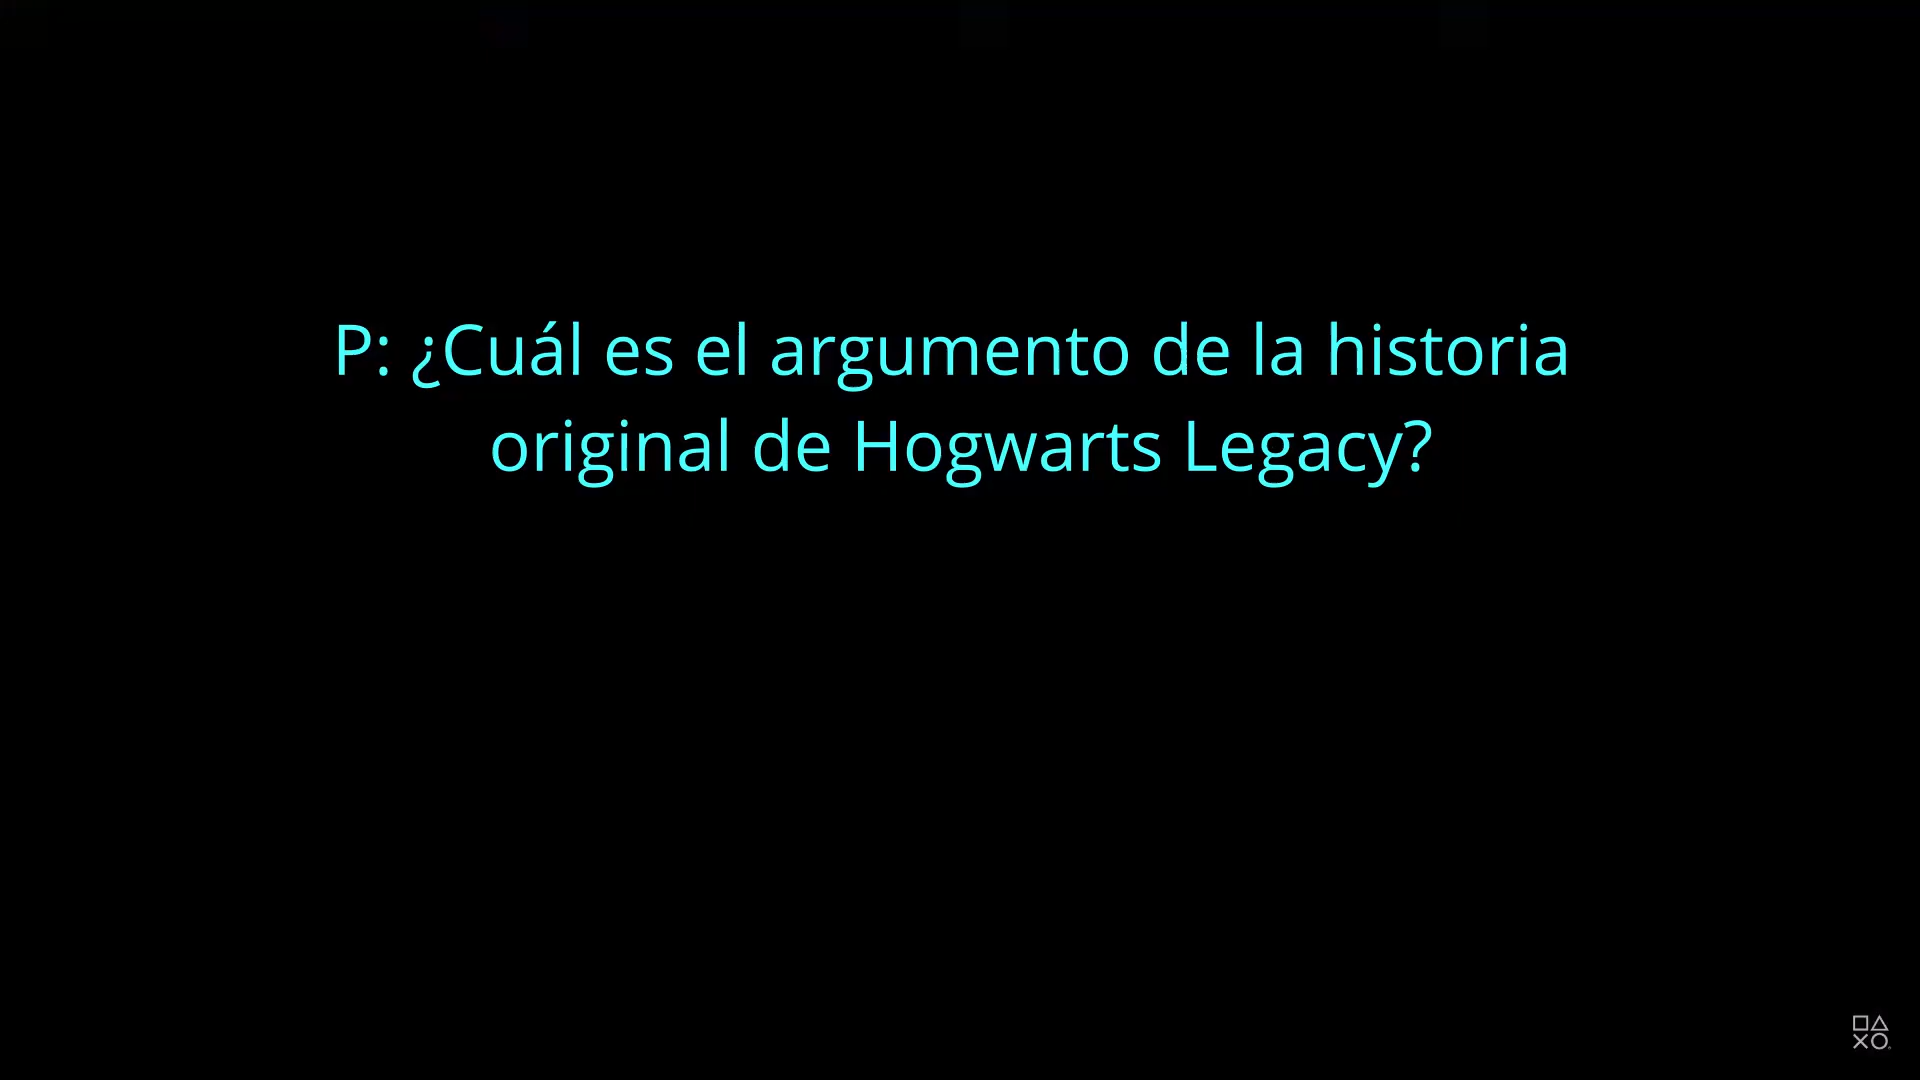 P: ¿Cuál es el argumento de la historia
original de Hogwarts Legacy?